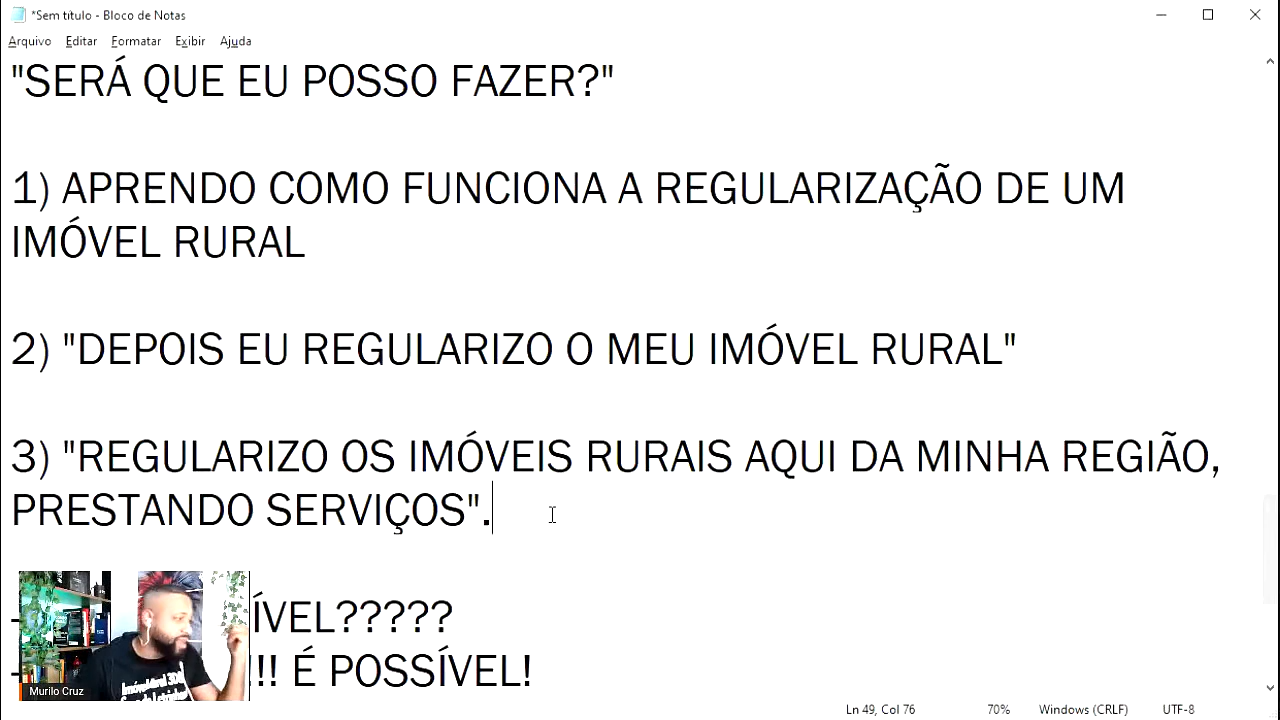 *Sem título - Bloco de Notas
Arquivo Editar Formatar Exibir Ajuda
"SERÁ QUE EU POSSO FAZER?"
1) APRENDO COMO FUNCIONA A REGULARIZAÇÃO DE UM
IMÓVEL RURAL
2) "DEPOIS EU REGULARIZO O MEU IMÓVEL RURAL"
3) "REGULARIZO OS IMÓVEIS RURAIS AQUI DA MINHA REGIÃO,
PRESTANDO SERVIÇOS".
ÍVEL?????
!!! É POSSÍVEL!
Murilo Cruz
Ln 49, Col 76 70% Windows (CRLF) UTF-8